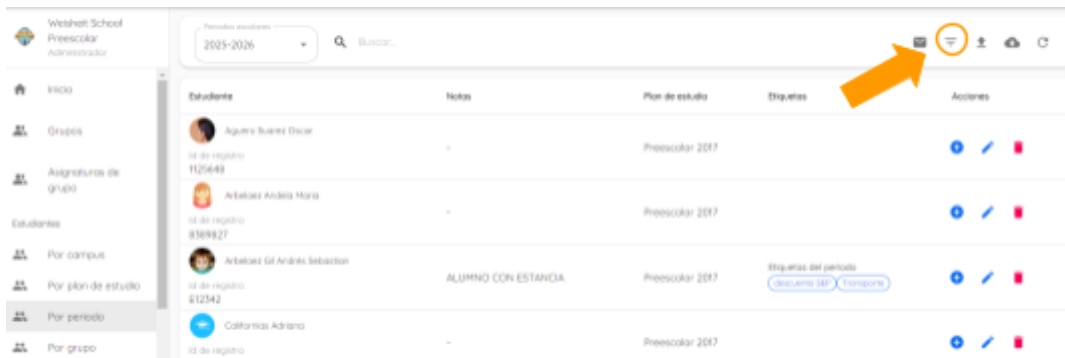 Weishelt School
Preescolar
Administrador
Inicio
Grupos
Asignaturas de
grupo
Estudiantes
Por campus
Por plan de estudio
Por periodo
Por grupo
Periodos escolares
2025-2026
Buscar...
Estudiante
Notas
Plan de estudio
Etiquetas
Acciones
Aguero Suarez Oscar
Id de registro
1125648
-
Preescolar 2017
Arbelaez Andela Maria
Id de registro
8389827
-
Preescolar 2017
Arbelaez Gil Andrés Sebastian
Id de registro
E12342
ALUMNO CON ESTANCIA
Preescolar 2017
Etiquetas del periodo
descuento SEP
Transporte
Californias Adriana
Id de registro
-
Preescolar 2017